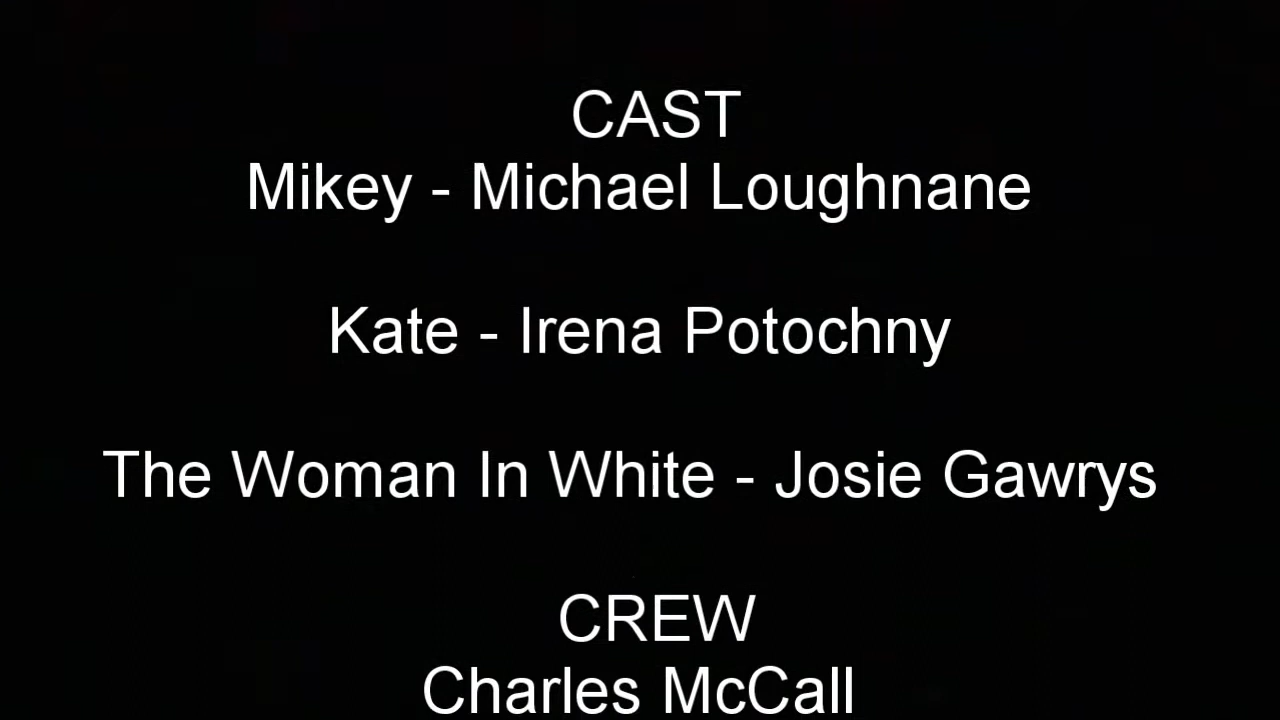 CAST
Mikey - Michael Loughnane
Kate - Irena Potochny
The Woman In White - Josie Gawrys
CREW
Charles McCall